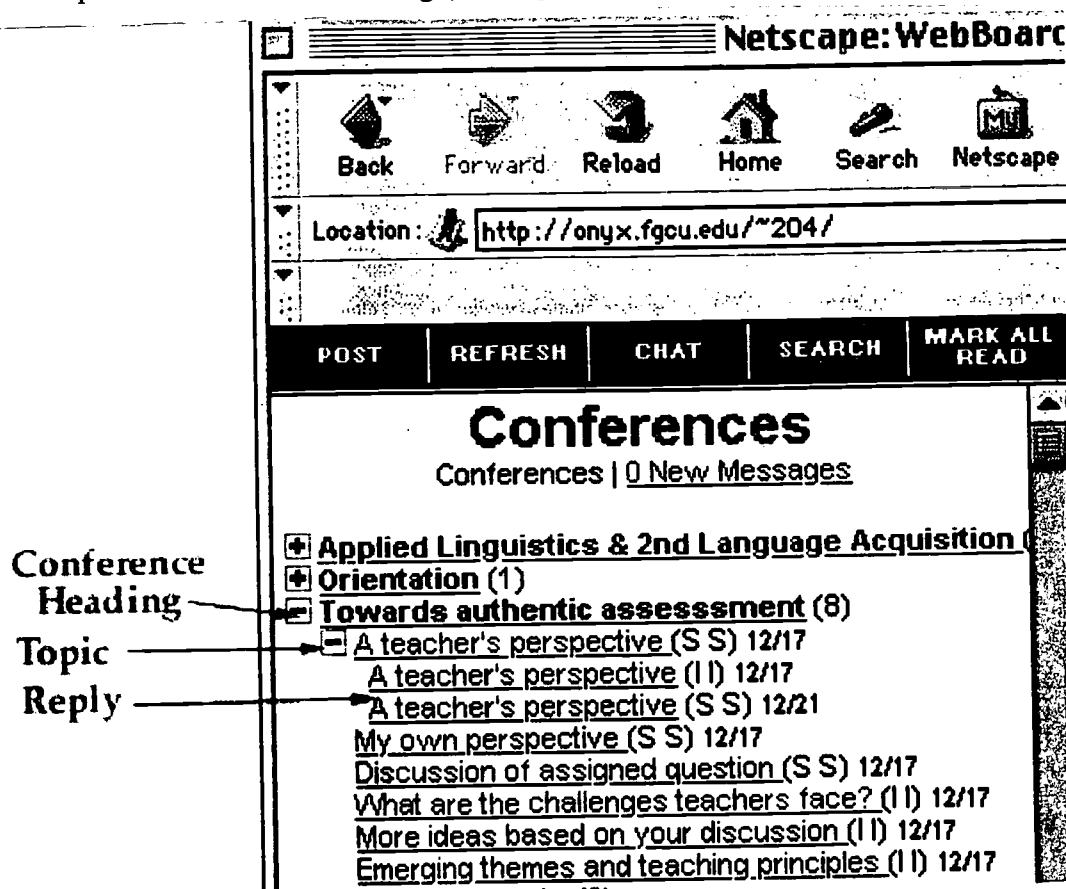 Netscape: WebBoard
Back Forward Reload Home Search Netscape
My
Location: http://onyx.fgcu.edu/~204/
POST REFRESH CHAT SEARCH MARK ALL READ
Conferences
Conferences | 0 New Messages
Applied Linguistics & 2nd Language Acquisition (
Orientation (1)
Conference Heading
Towards authentic assesssment (8)
Topic
A teacher's perspective (S S) 12/17
A teacher's perspective (I I) 12/17
Reply
A teacher's perspective (S S) 12/21
My own perspective (S S) 12/17
Discussion of assigned question (S S) 12/17
What are the challenges teachers face? (I I) 12/17
More ideas based on your discussion (I I) 12/17
Emerging themes and teaching principles (I I) 12/17